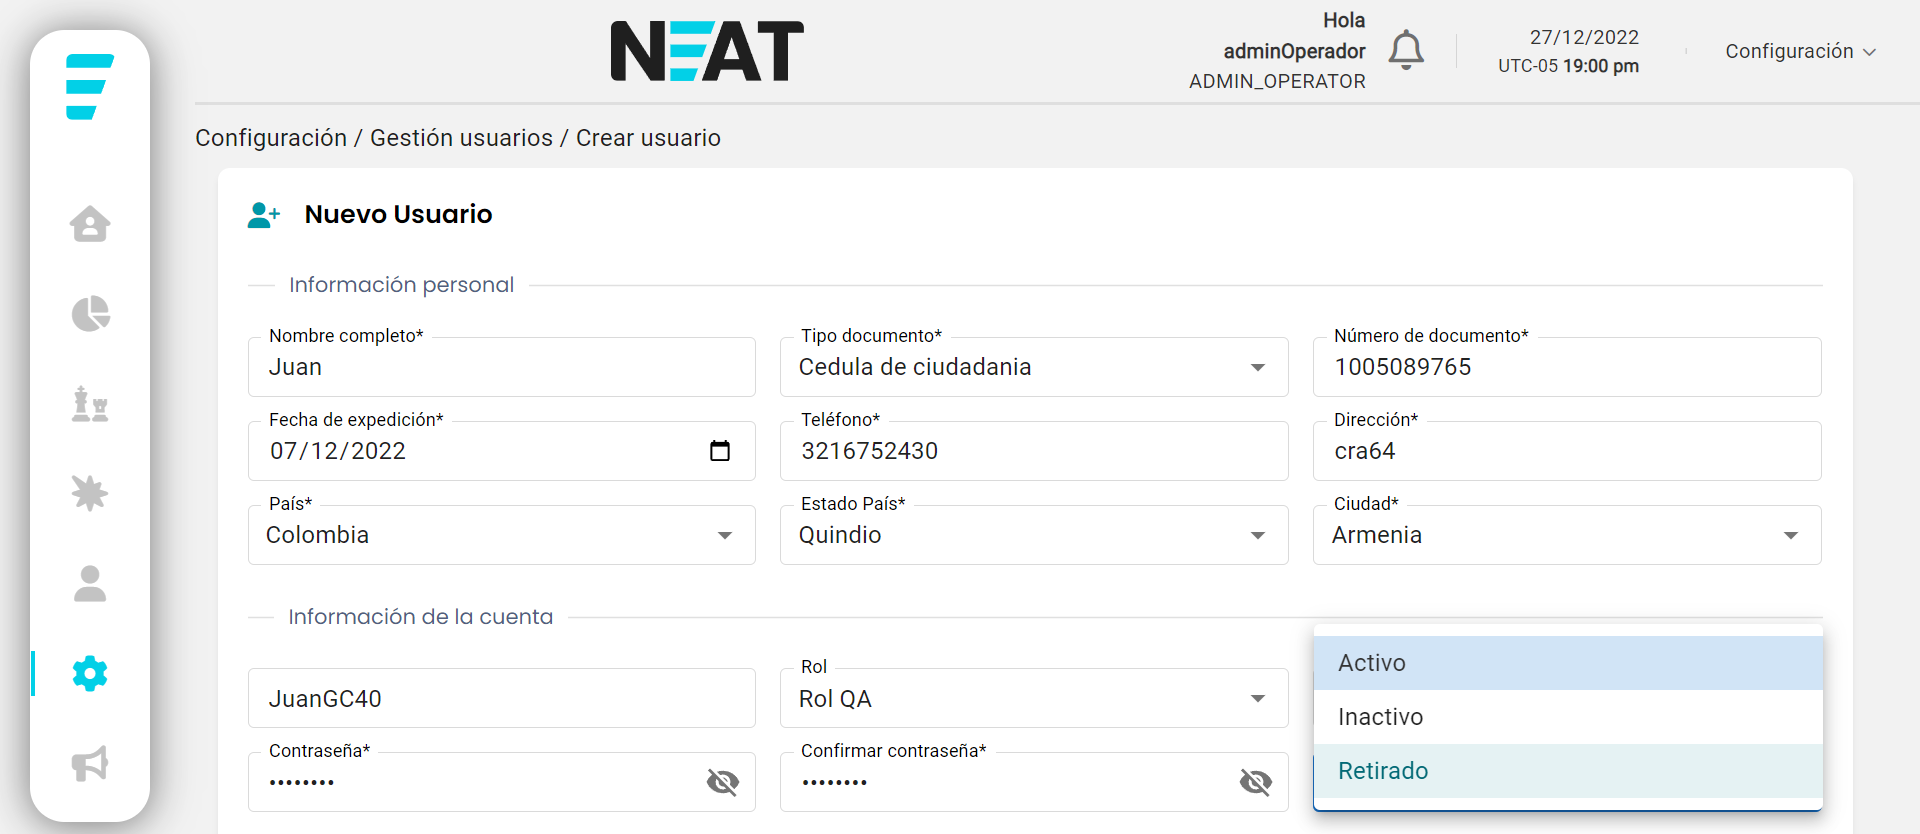 NEAT
Hola
adminOperador
ADMIN_OPERATOR
27/12/2022
UTC-05 19:00 pm
Configuración
Configuración / Gestión usuarios / Crear usuario
Nuevo Usuario
Información personal
Nombre completo*
Juan
Tipo documento*
Cedula de ciudadania
Número de documento*
1005089765
Fecha de expedición*
07/12/2022
Teléfono*
3216752430
Dirección*
cra64
País*
Colombia
Estado País*
Quindio
Ciudad*
Armenia
Información de la cuenta
JuanGC40
Rol
Rol QA
Activo
Inactivo
Retirado
Contraseña*
••••••••
Confirmar contraseña*
••••••••